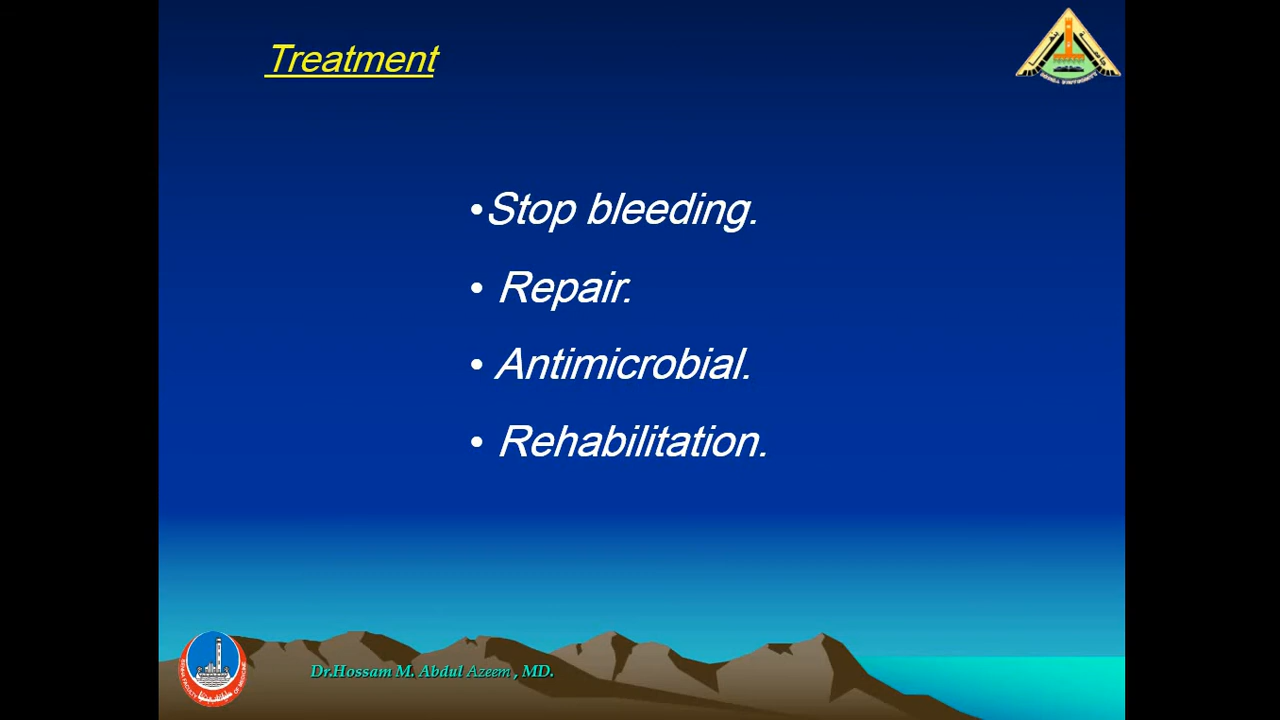 Treatment
•Stop bleeding.
• Repair.
• Antimicrobial.
• Rehabilitation.
Dr.Hossam M. Abdul Azeem , MD.